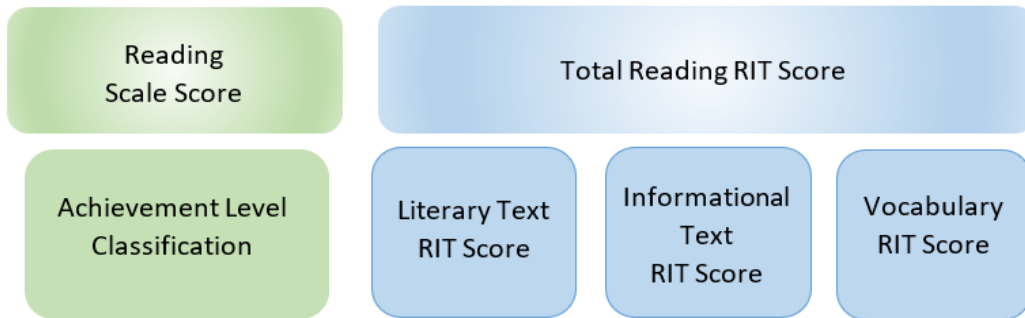 Reading
Scale Score
Total Reading RIT Score
Achievement Level
Classification
Literary Text
RIT Score
Informational
Text
RIT Score
Vocabulary
RIT Score